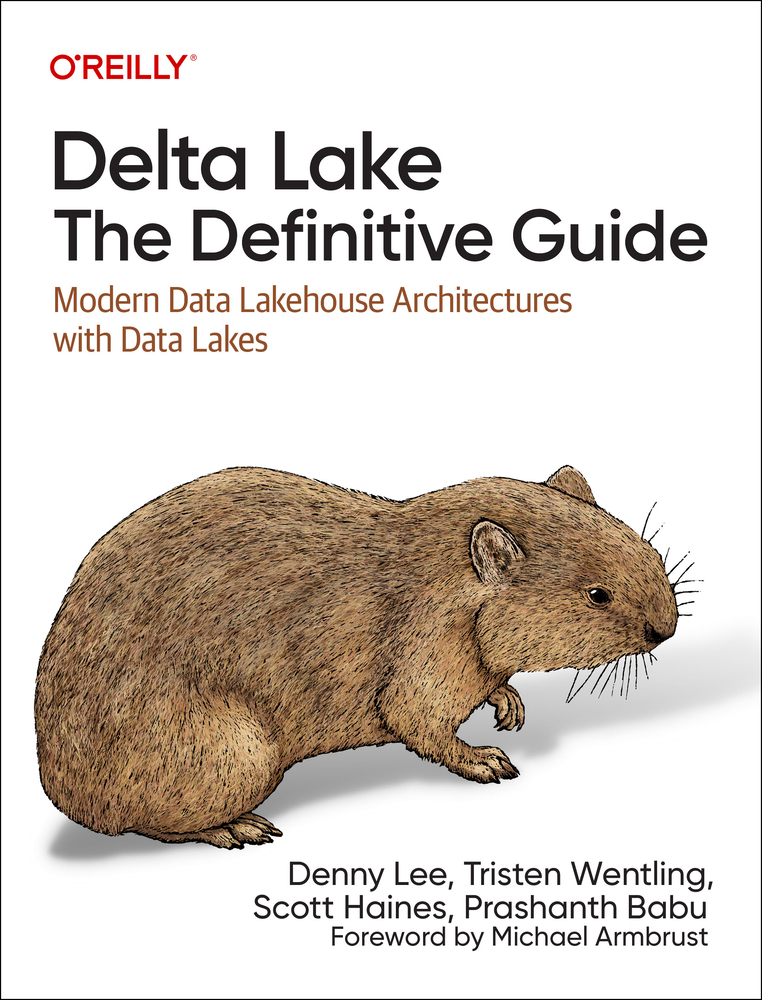 O'REILLY®
Delta Lake
The Definitive Guide
Modern Data Lakehouse Architectures
with Data Lakes
Denny Lee, Tristen Wentling,
Scott Haines, Prashanth Babu
Foreword by Michael Armbrust